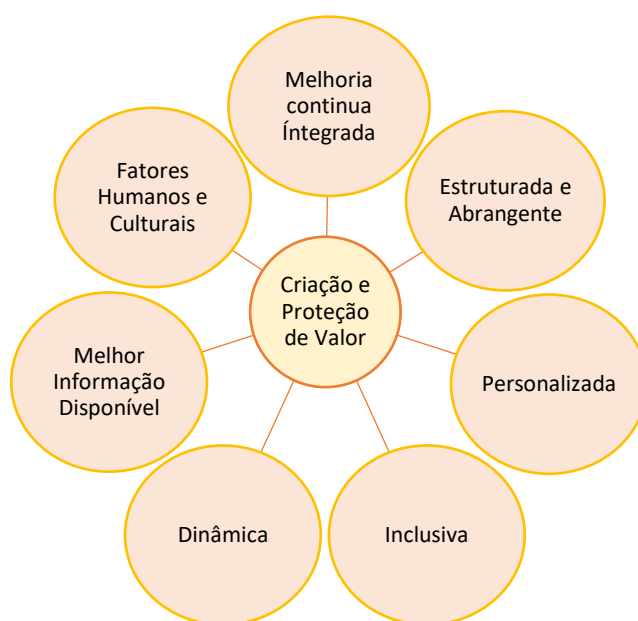 Melhoria
continua
Íntegrada
Estruturada e
Abrangente
Personalizada
Inclusiva
Dinâmica
Melhor
Informação
Disponível
Fatores
Humanos e
Culturais
Criação e
Proteção
de Valor